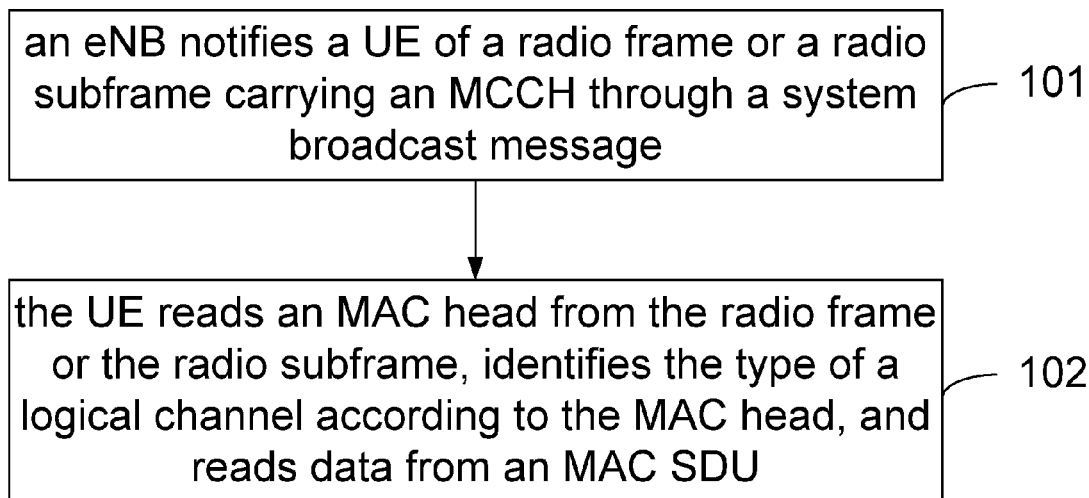 an eNB notifies a UE of a radio frame or a radio
subframe carrying an MCCH through a system
broadcast message
101
the UE reads an MAC head from the radio frame
or the radio subframe, identifies the type of a
logical channel according to the MAC head, and
reads data from an MAC SDU
102